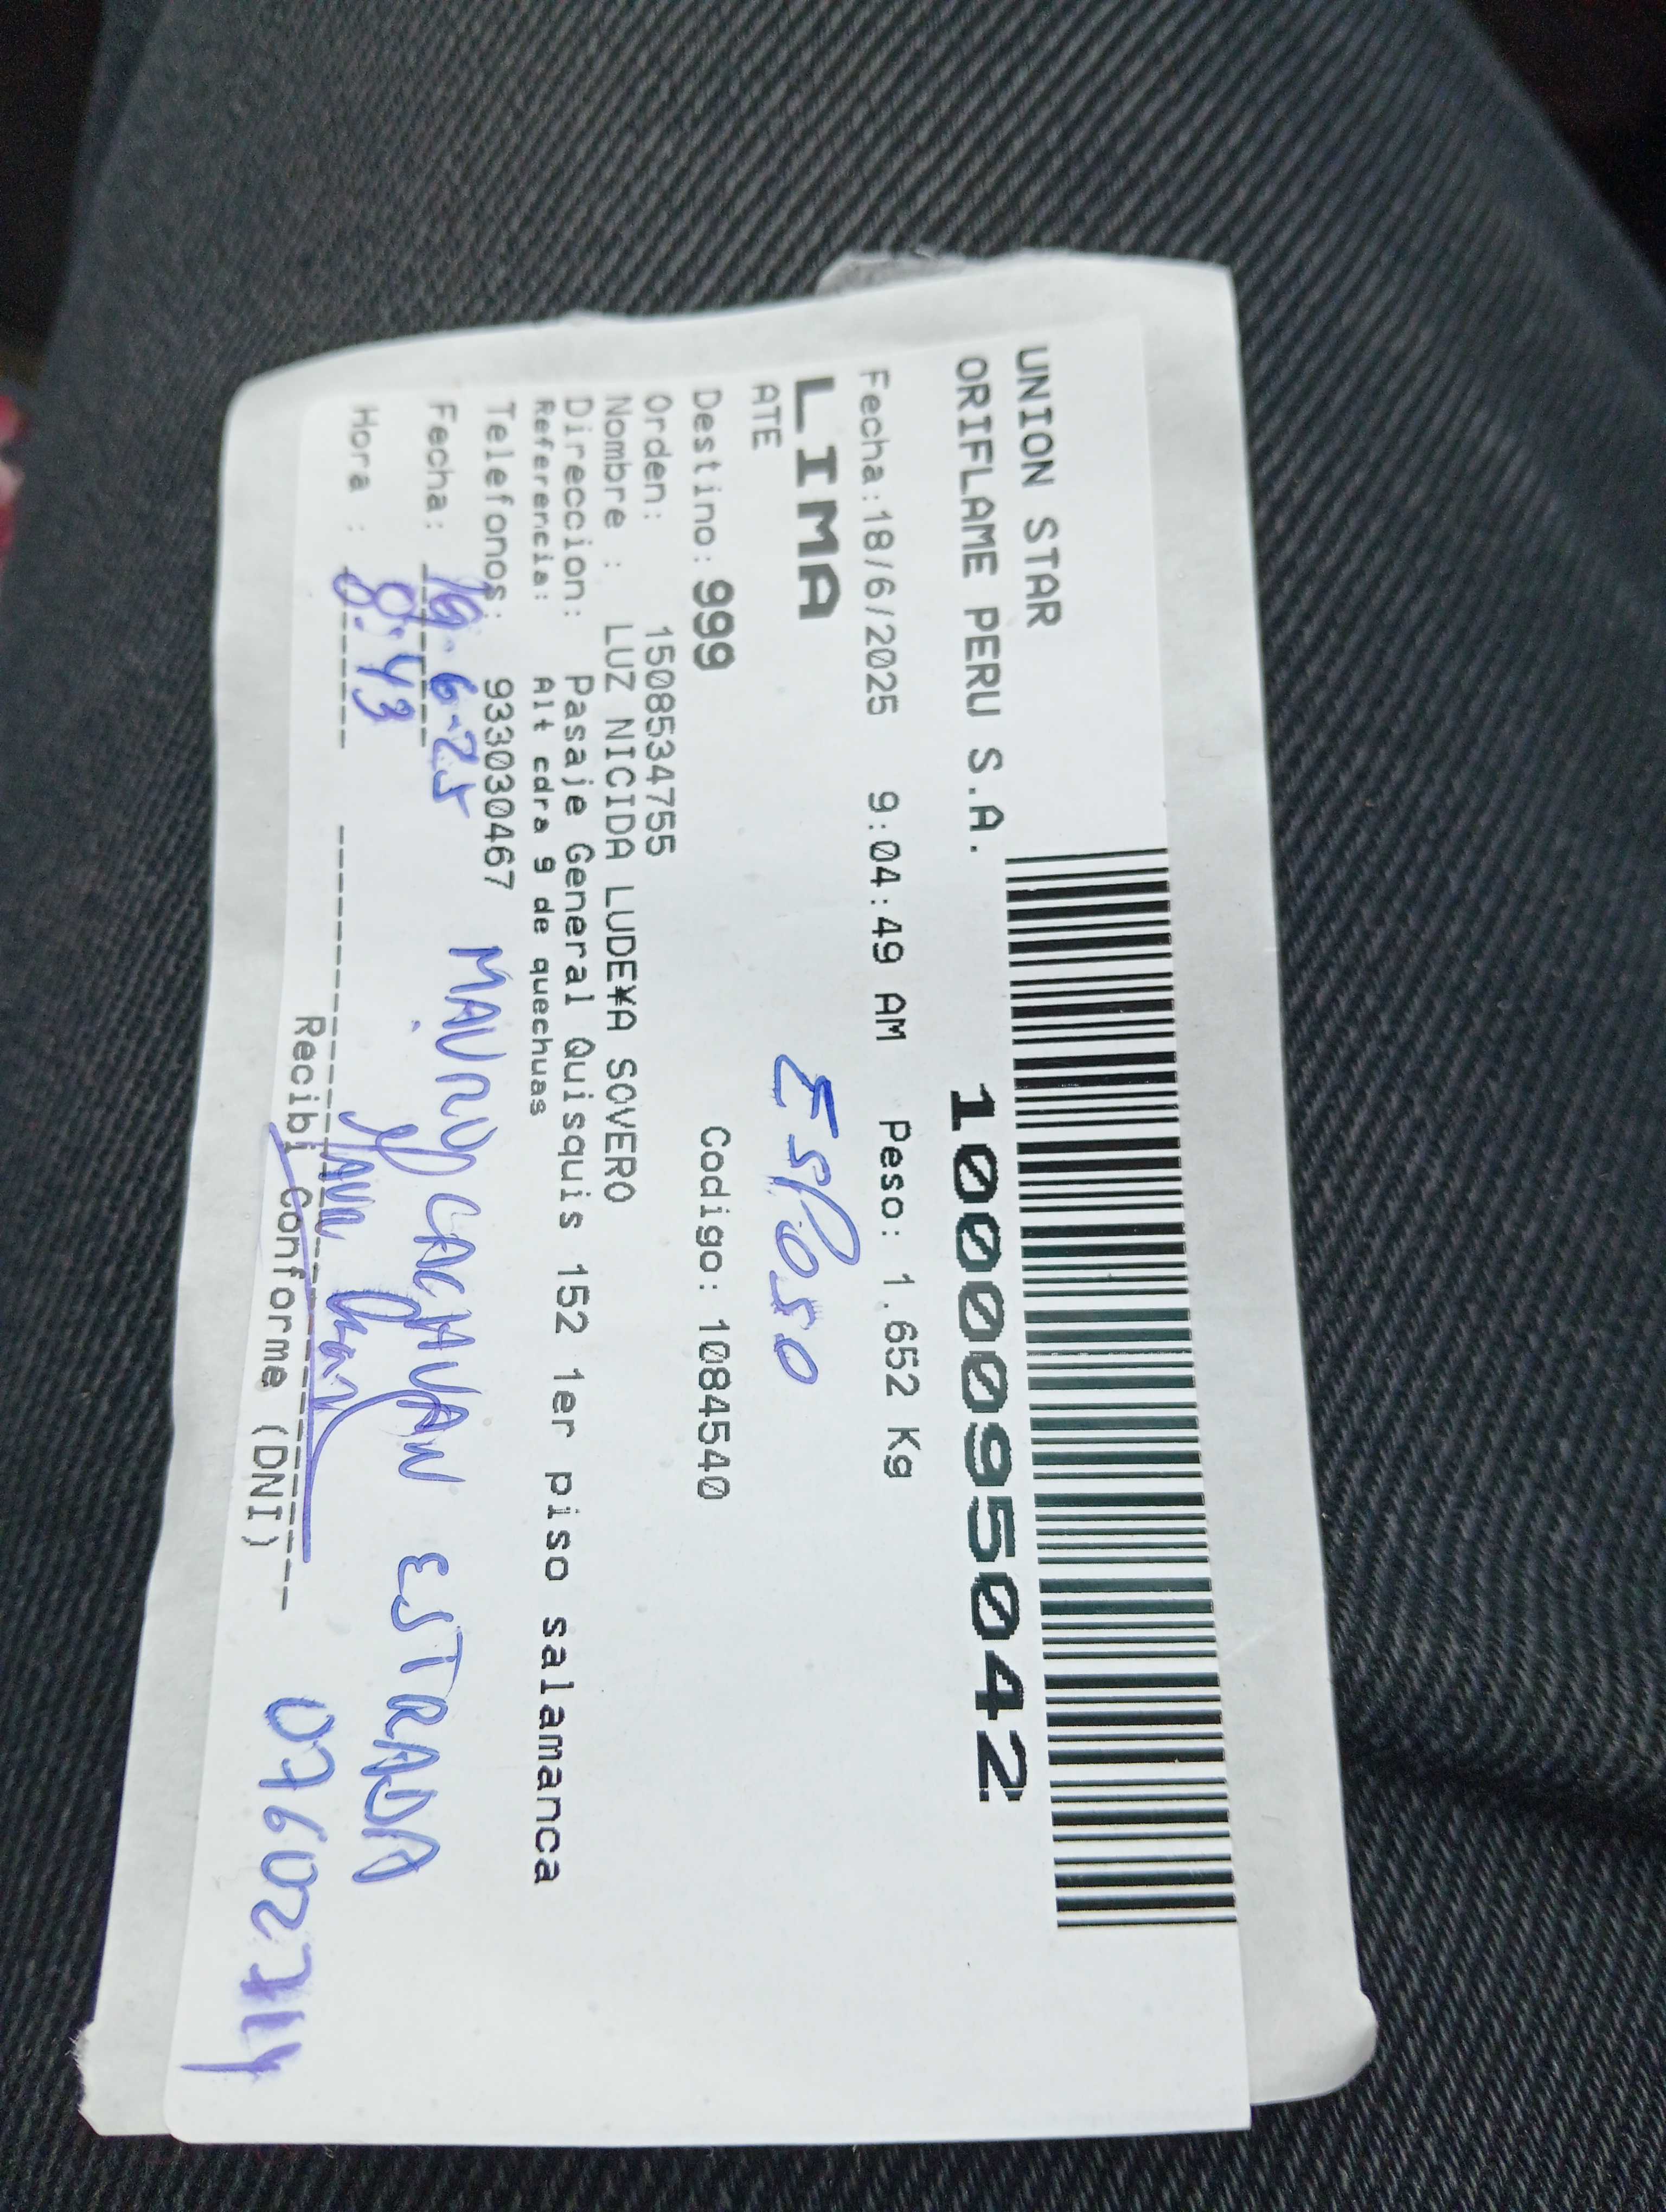 UNION STAR
ORIFLAME PERU S.A.
1000095042
Fecha:18/6/2025 9:04:49 AM Peso: 1.652 Kg
LIMA
ATE
Esposo
Destino:999 Codigo:1084540
Orden: 1508534755
Nombre : LUZ NICIDA LUDE¥A SOVERO
Direccion: Pasaje General Quisquis 152 1er piso salamanca
Referencia: Alt cdra 9 de quechuas
Telefonos: 933030467
Fecha: 19-6-25 MAURO CACHUAN ESTRADA
Hora : 8:43
Recibi Conforme (DNI)